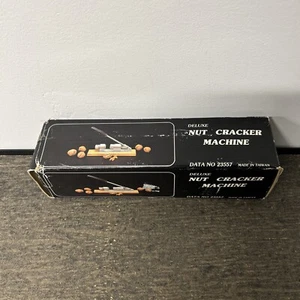 DELUXE
NUT CRACKER
MACHINE
DATA NO 23557
MADE IN TAIWAN
DELUXE
NUT CRACKER
MACHINE